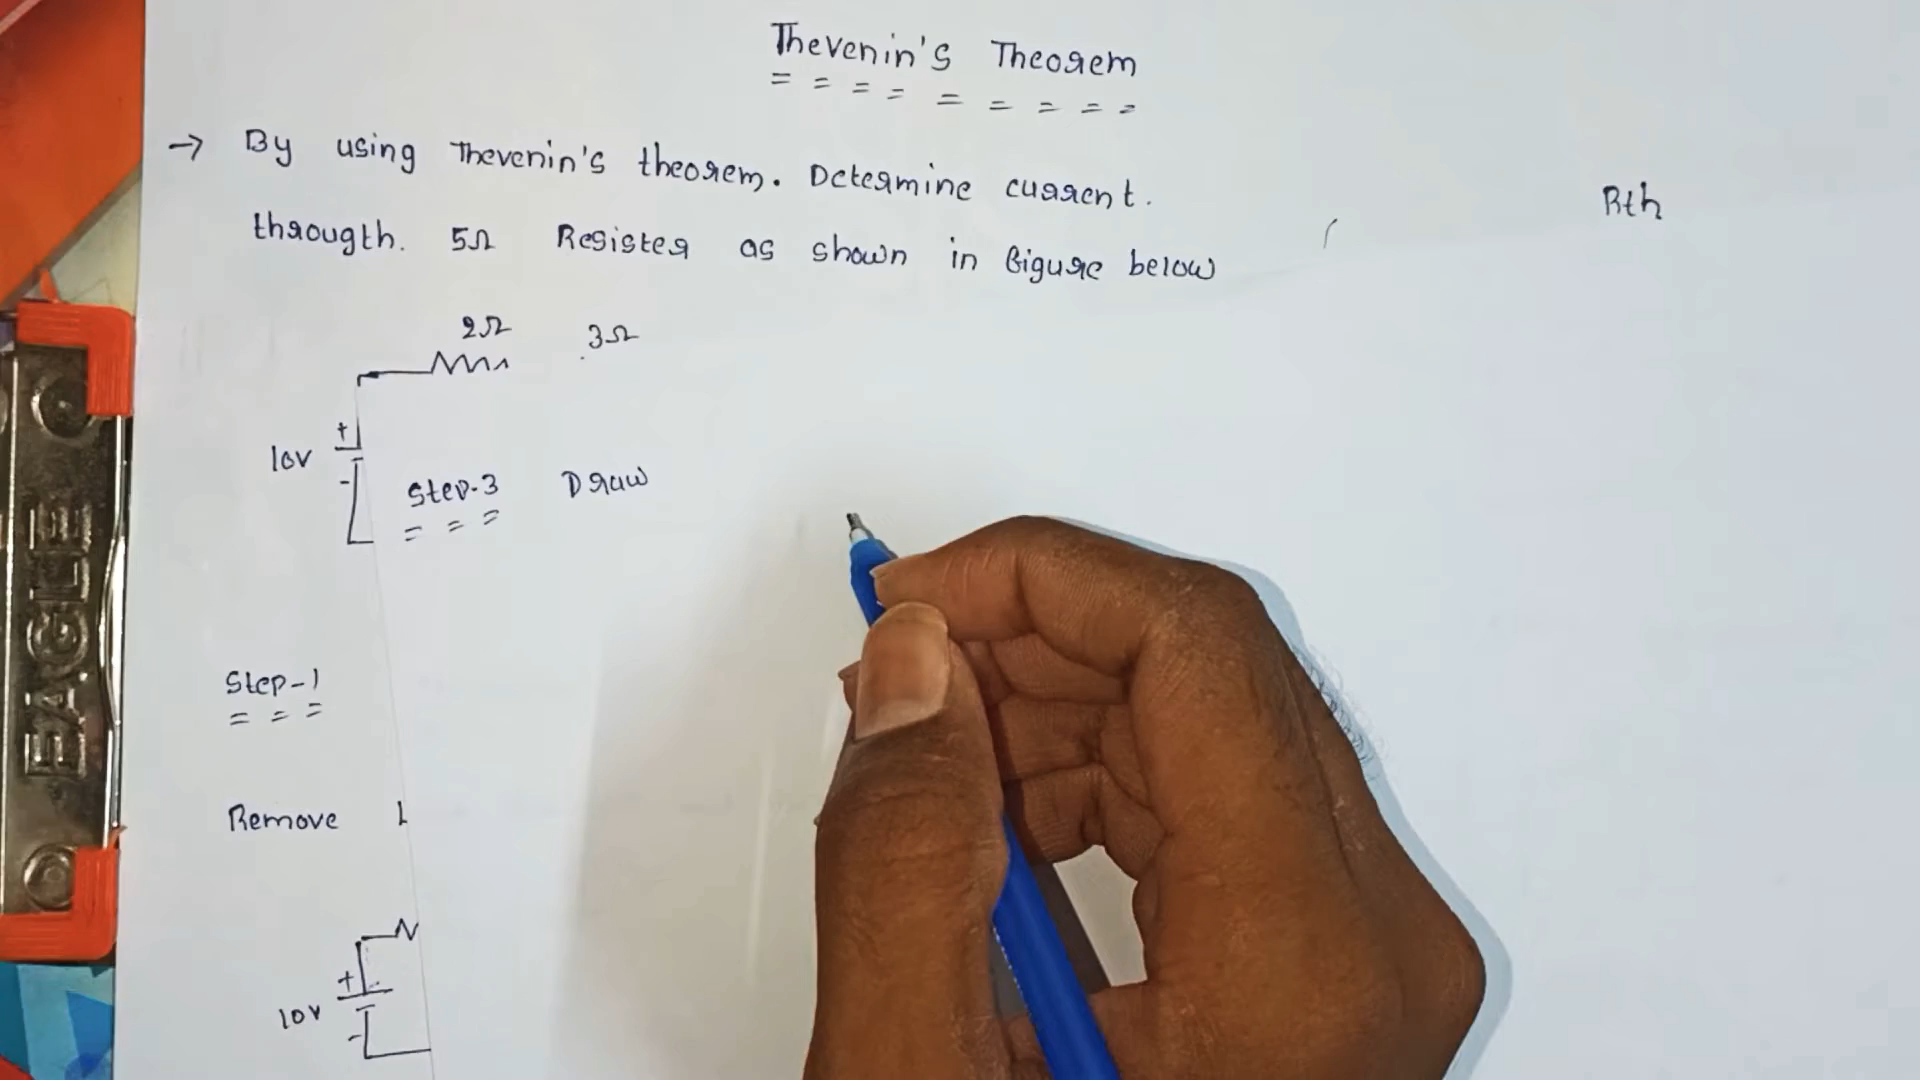 Thevenin's Theorem
→ By using Thevenin's theorem. Determine current.
througth. 5Ω Resister as shown in figure below
Rth
2Ω 3Ω
+
10V
-
Step-3 Draw
Step-1
Remove
+
10V
-
EAGLE